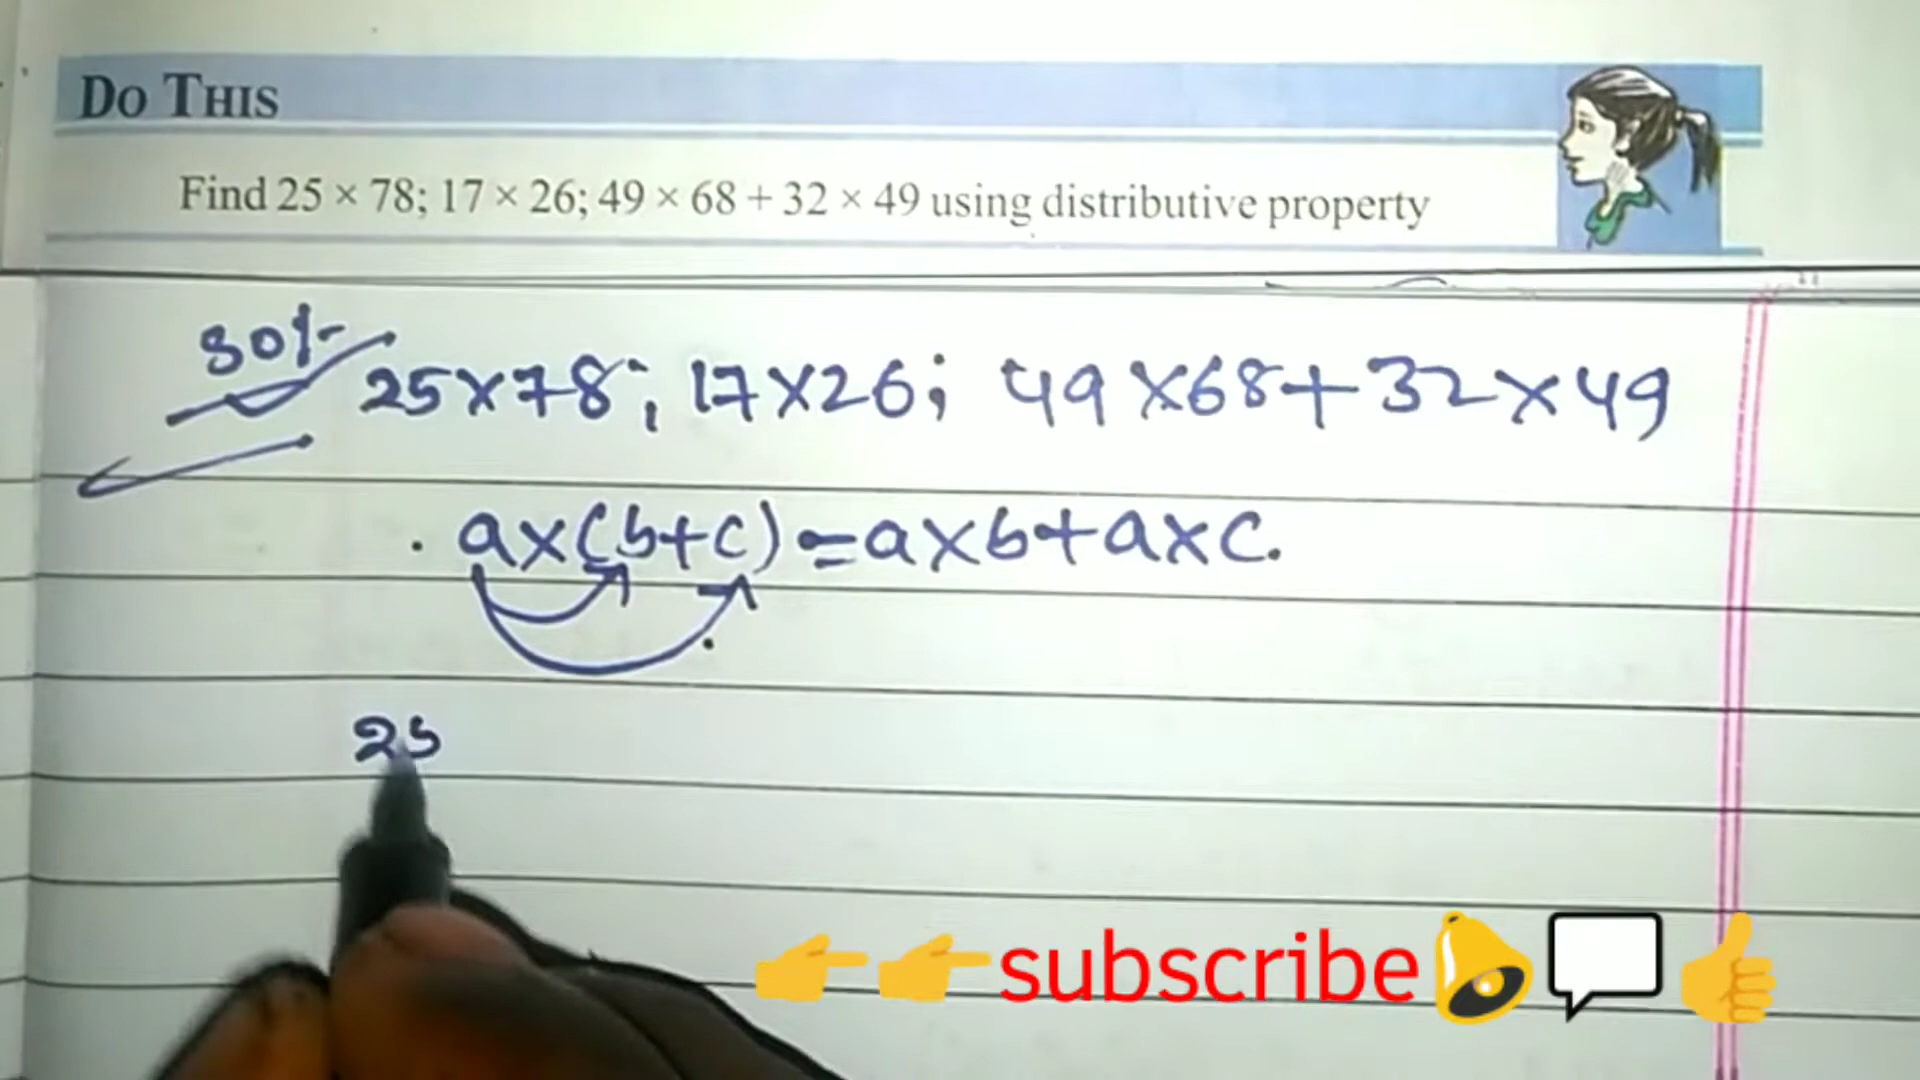 DO THIS
Find 25 × 78; 17 × 26; 49 × 68 + 32 × 49 using distributive property
Sol:-
25×78; 17×26; 49×68+32×49
a×(b+c)=a×b+a×c.
25
👉👉subscribe🔔💬👍